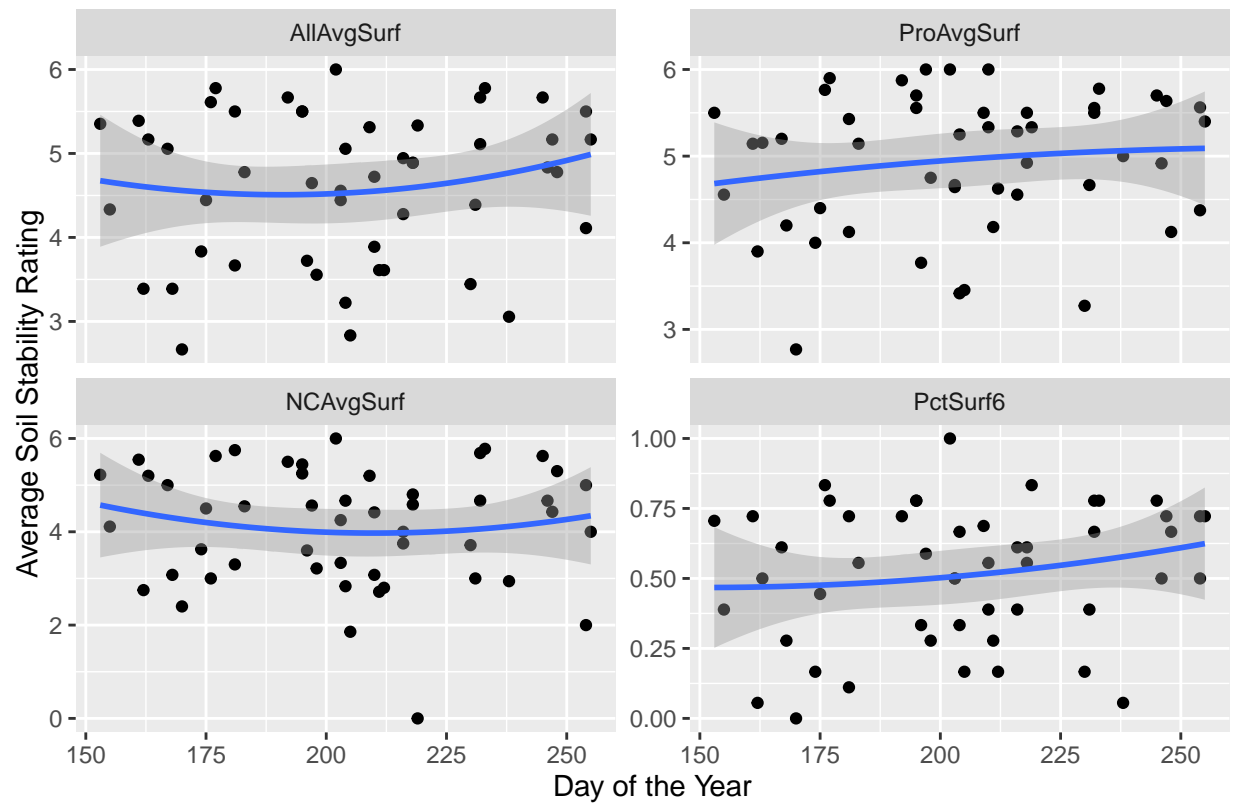 AllAvgSurf
ProAvgSurf
6
5
4
3
6
5
4
3
NCAvgSurf
PctSurf6
6
4
2
0
1.00
0.75
0.50
0.25
0.00
150 175 200 225 250
150 175 200 225 250
Day of the Year
Average Soil Stability Rating